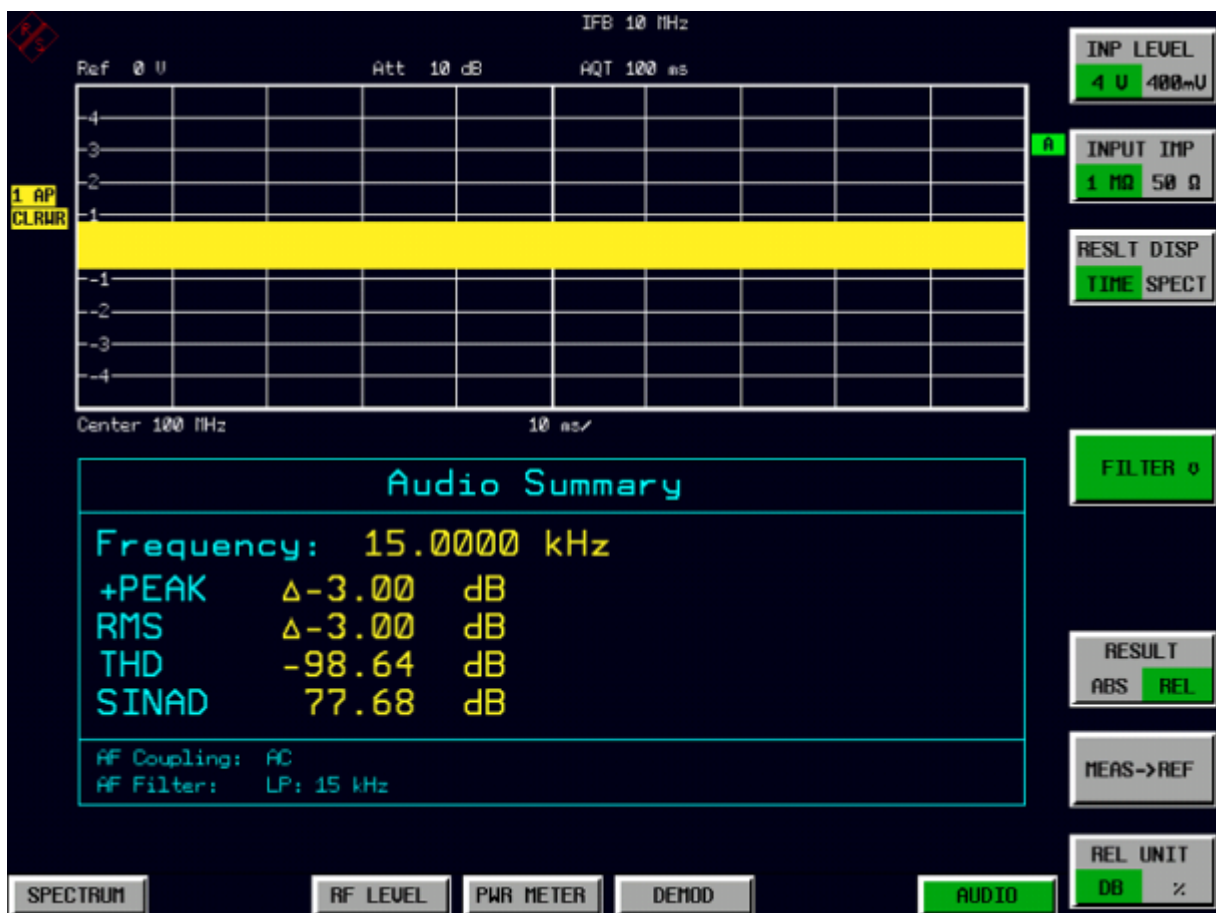 IFB 10 MHz
Ref 0 V Att 10 dB AQT 100 ms
4
3
2
1
-1
-2
-3
-4
1 AP
CLRWR
A
Center 100 MHz 10 ms/
Audio Summary
Frequency: 15.0000 kHz
+PEAK Δ-3.00 dB
RMS Δ-3.00 dB
THD -98.64 dB
SINAD 77.68 dB
AF Coupling: AC
AF Filter: LP: 15 kHz
INP LEVEL
4 V 400mV
INPUT IMP
1 MΩ 50 Ω
RESLT DISP
TIME SPECT
FILTER
RESULT
ABS REL
MEAS->REF
REL UNIT
DB %
SPECTRUM RF LEVEL PWR METER DEMOD AUDIO